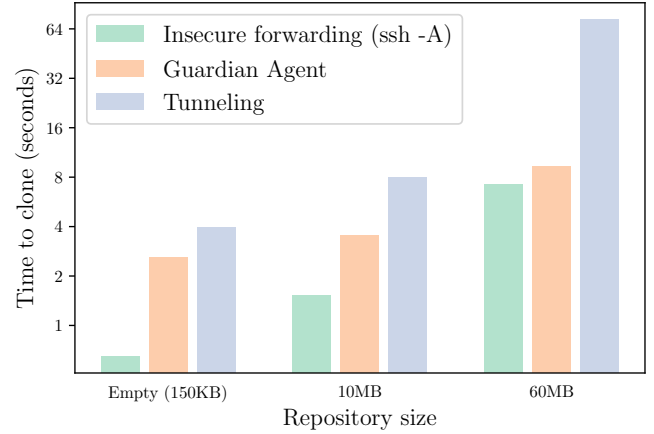 Time to clone (seconds)
64
32
16
8
4
2
1
Insecure forwarding (ssh -A)
Guardian Agent
Tunneling
Empty (150KB)
10MB
60MB
Repository size